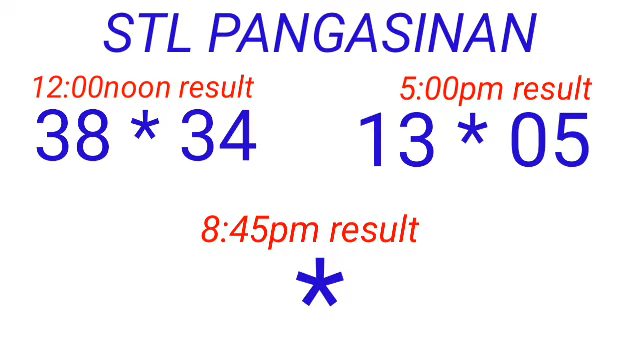 STL PANGASINAN
12:00noon result
38 * 34
5:00pm result
13 * 05
8:45pm result
*